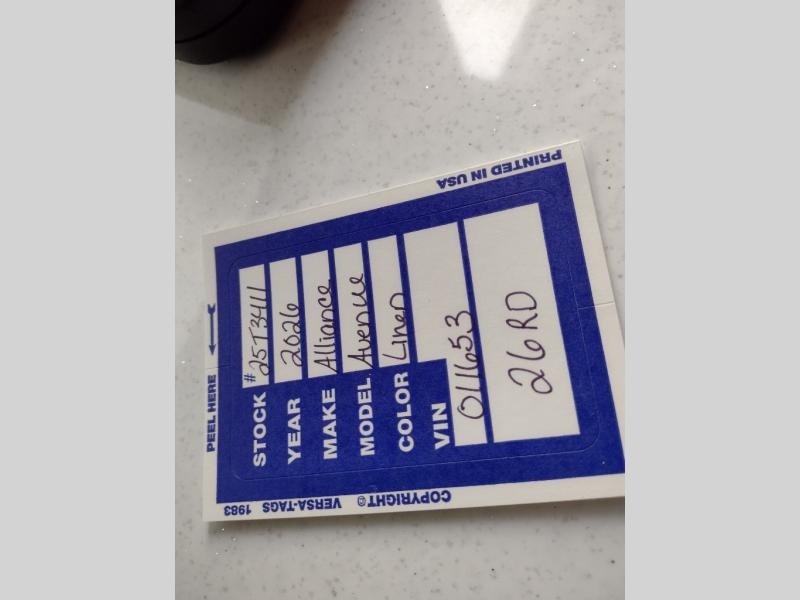 PEEL HERE
STOCK #25T3411
YEAR 2026
MAKE Alliance
MODEL Avenue
COLOR Linen
VIN 011653
26RD
COPYRIGHT© VERSA-TAGS 1983
PRINTED IN USA